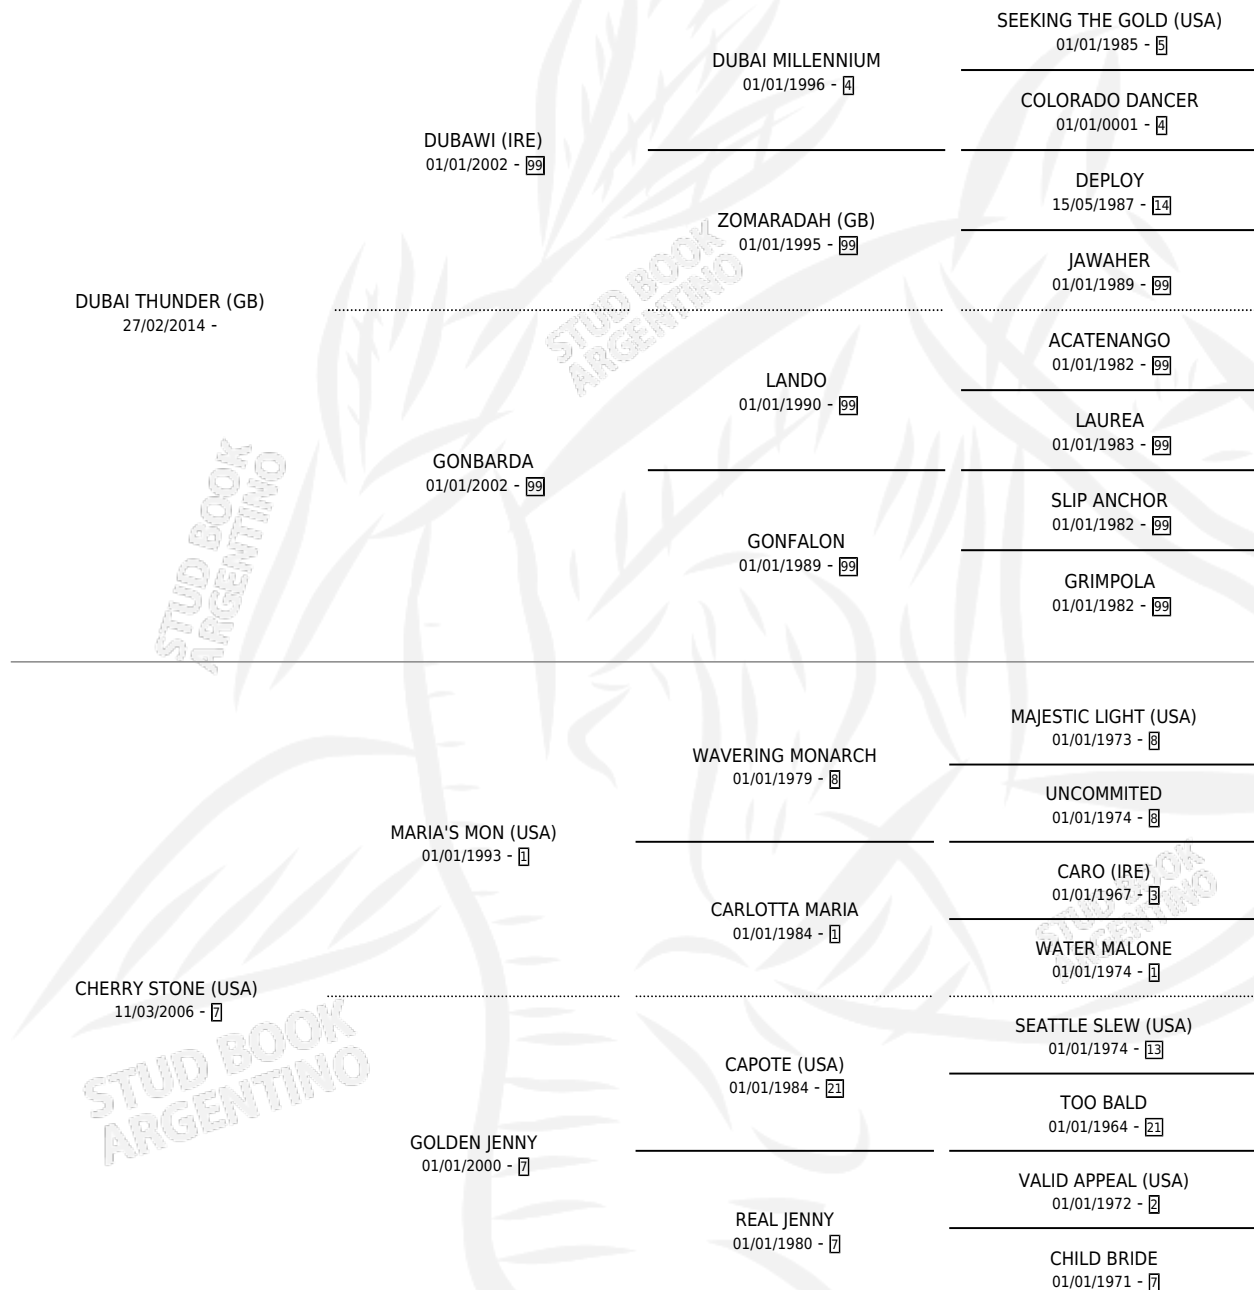 SEEKING THE GOLD (USA)
01/01/1985 - 5
DUBAI MILLENNIUM
01/01/1996 - 4
COLORADO DANCER
01/01/0001 - 4
DUBAWI (IRE)
01/01/2002 - 99
DEPLOY
15/05/1987 - 14
ZOMARADAH (GB)
01/01/1995 - 99
JAWAHER
01/01/1989 - 99
DUBAI THUNDER (GB)
27/02/2014 -
STUD BOOK
ARGENTINO
ACATENANGO
01/01/1982 - 99
LANDO
01/01/1990 - 99
LAUREA
01/01/1983 - 99
GONBARDA
01/01/2002 - 99
SLIP ANCHOR
01/01/1982 - 99
GONFALON
01/01/1989 - 99
GRIMPOLA
01/01/1982 - 99
STUD BOOK
ARGENTINO
MAJESTIC LIGHT (USA)
01/01/1973 - 8
WAVERING MONARCH
01/01/1979 - 8
UNCOMMITED
01/01/1974 - 8
MARIA'S MON (USA)
01/01/1993 - 1
CARO (IRE)
01/01/1967 - 3
CARLOTTA MARIA
01/01/1984 - 1
WATER MALONE
01/01/1974 - 1
STUD BOOK
ARGENTINO
CHERRY STONE (USA)
11/03/2006 - 7
STUD BOOK
ARGENTINO
SEATTLE SLEW (USA)
01/01/1974 - 13
CAPOTE (USA)
01/01/1984 - 21
TOO BALD
01/01/1964 - 21
GOLDEN JENNY
01/01/2000 - 7
VALID APPEAL (USA)
01/01/1972 - 2
REAL JENNY
01/01/1980 - 7
CHILD BRIDE
01/01/1971 - 7